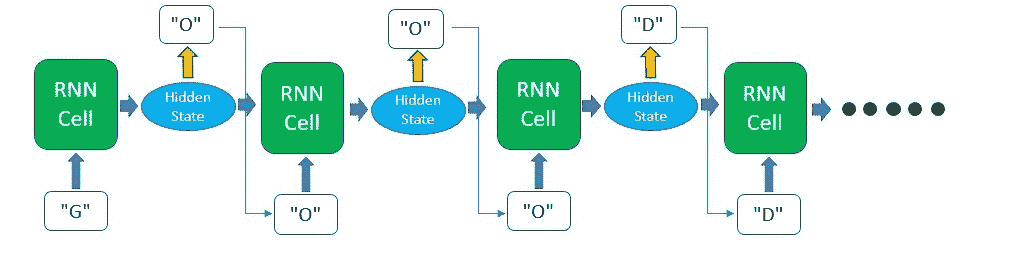 "O"
"O"
"D"
RNN
Cell
Hidden
State
RNN
Cell
Hidden
State
RNN
Cell
Hidden
State
RNN
Cell
"G"
"O"
"O"
"D"